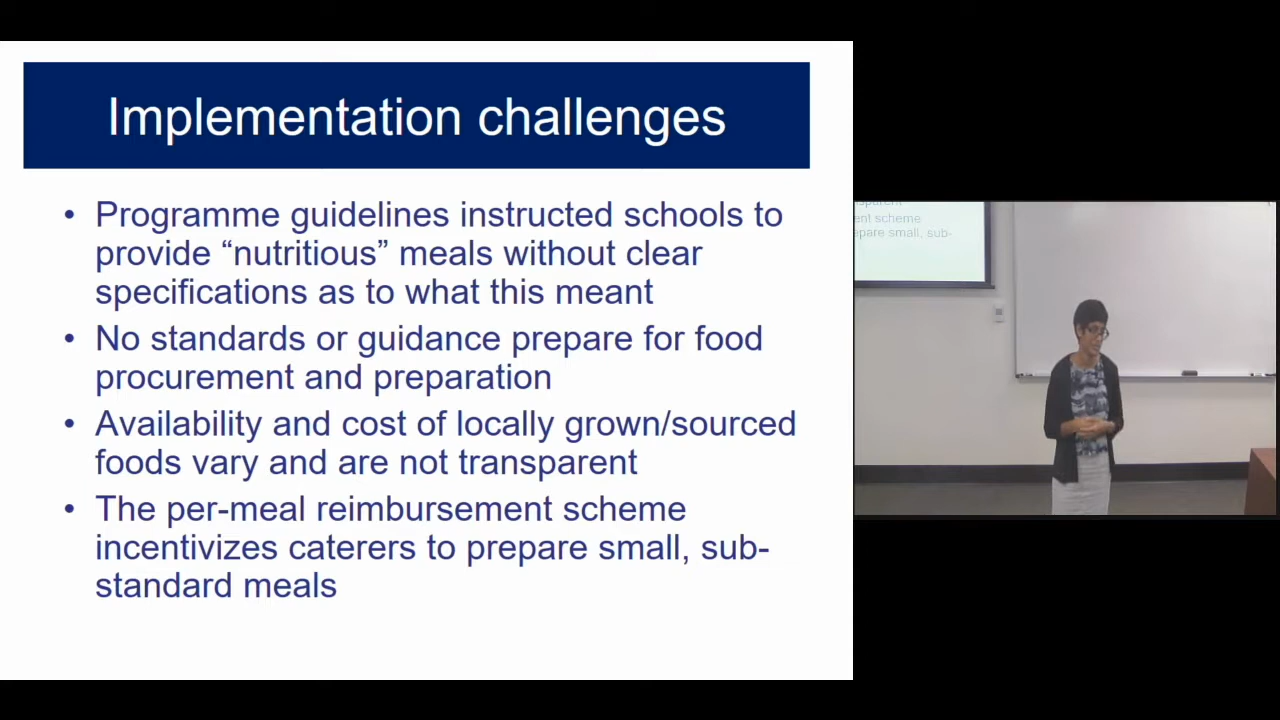 Implementation challenges
• Programme guidelines instructed schools to
provide “nutritious” meals without clear
specifications as to what this meant
• No standards or guidance prepare for food
procurement and preparation
• Availability and cost of locally grown/sourced
foods vary and are not transparent
• The per-meal reimbursement scheme
incentivizes caterers to prepare small, sub-
standard meals
ent scheme
epare small, sub-